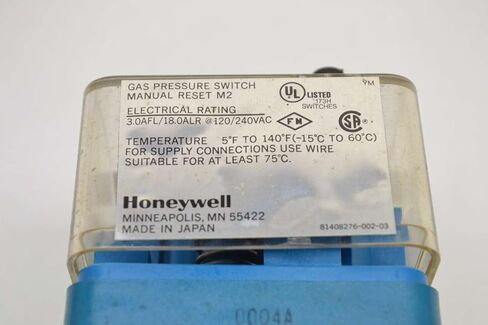 GAS PRESSURE SWITCH
MANUAL RESET M2
ELECTRICAL RATING
3.0AFL/18.0ALR @120/240VAC
UL LISTED
173H
SWITCHES
YM
FM
SA
TEMPERATURE 5°F TO 140°F(-15°C TO 60°C)
FOR SUPPLY CONNECTIONS USE WIRE
SUITABLE FOR AT LEAST 75°C.
Honeywell
MINNEAPOLIS, MN 55422
MADE IN JAPAN
81408276-002-03
0004A